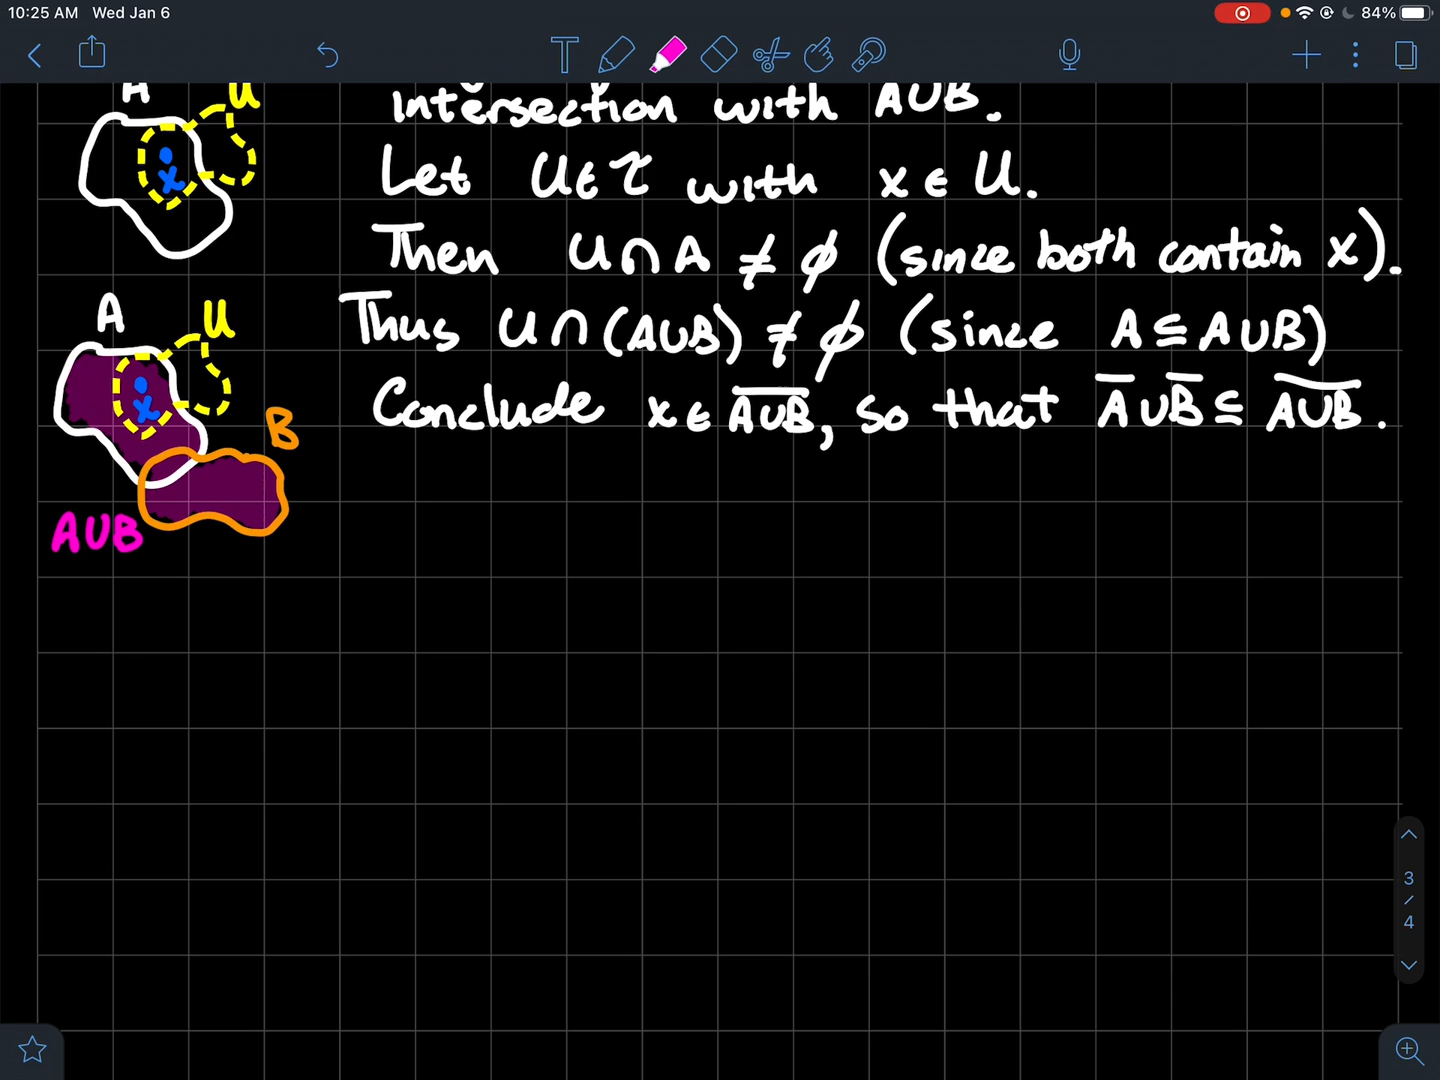 10:25 AM Wed Jan 6
84%
A U
intersection with A∪B.
Let U∈τ with x∈U.
Then U∩A ≠ ϕ (since both contain x).
A U
Thus U∩(A∪B) ≠ ϕ (since A⊆A∪B)
x
Conclude x∈A̅∪̅B̅, so that A̅∪B̅ ⊆ A̅∪̅B̅.
x
B
A∪B
3
/
4